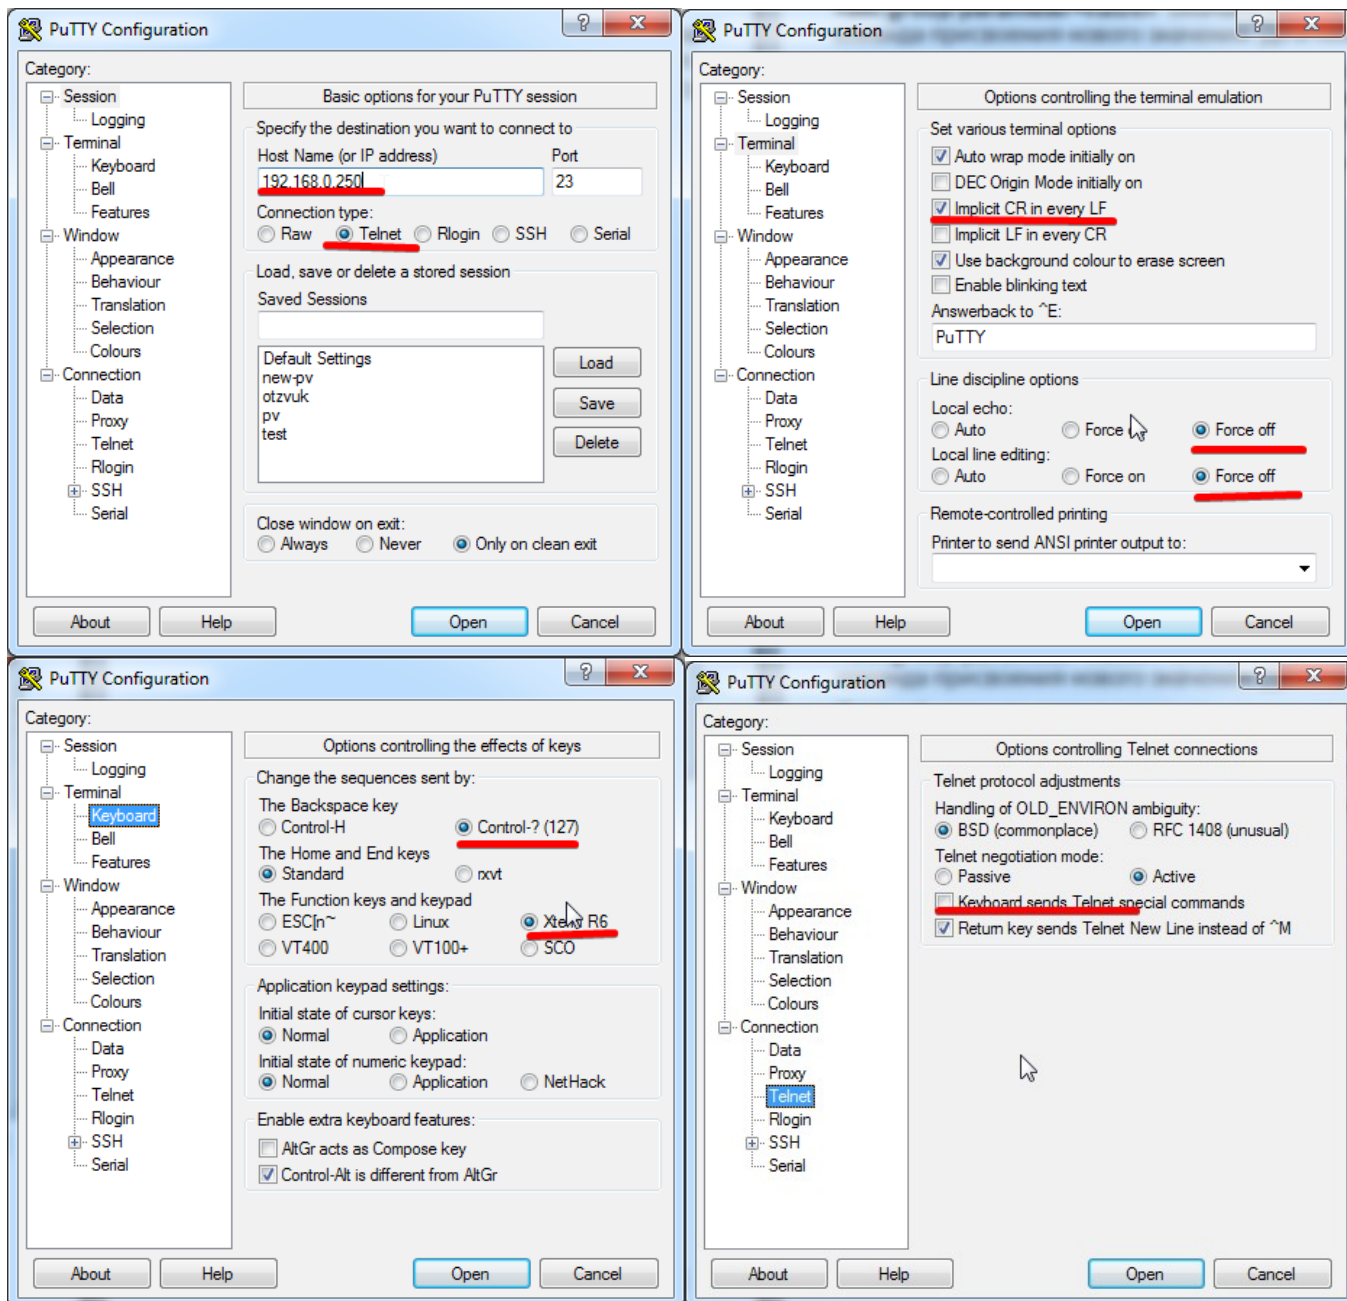 PuTTY Configuration
Category:
Session
Logging
Terminal
Keyboard
Bell
Features
Window
Appearance
Behaviour
Translation
Selection
Colours
Connection
Data
Proxy
Telnet
Rlogin
SSH
Serial
Basic options for your PuTTY session
Specify the destination you want to connect to
Host Name (or IP address) Port
192.168.0.250 23
Connection type:
Raw Telnet Rlogin SSH Serial
Load, save or delete a stored session
Saved Sessions
Default Settings
new-pv
otzvuk
pv
test
Load
Save
Delete
Close window on exit:
Always Never Only on clean exit
About Help Open Cancel
PuTTY Configuration
Category:
Session
Logging
Terminal
Keyboard
Bell
Features
Window
Appearance
Behaviour
Translation
Selection
Colours
Connection
Data
Proxy
Telnet
Rlogin
SSH
Serial
Options controlling the terminal emulation
Set various terminal options
Auto wrap mode initially on
DEC Origin Mode initially on
Implicit CR in every LF
Implicit LF in every CR
Use background colour to erase screen
Enable blinking text
Answerback to ^E:
PuTTY
Line discipline options
Local echo:
Auto Force Force off
Local line editing:
Auto Force on Force off
Remote-controlled printing
Printer to send ANSI printer output to:
About Help Open Cancel
PuTTY Configuration
Category:
Session
Logging
Terminal
Keyboard
Bell
Features
Window
Appearance
Behaviour
Translation
Selection
Colours
Connection
Data
Proxy
Telnet
Rlogin
SSH
Serial
Options controlling the effects of keys
Change the sequences sent by:
The Backspace key
Control-H Control-? (127)
The Home and End keys
Standard rxvt
The Function keys and keypad
ESC[n~ Linux R6
VT400 VT100+ SCO
Application keypad settings:
Initial state of cursor keys:
Normal Application
Initial state of numeric keypad:
Normal Application NetHack
Enable extra keyboard features:
AltGr acts as Compose key
Control-Alt is different from AltGr
About Help Open Cancel
PuTTY Configuration
Category:
Session
Logging
Terminal
Keyboard
Bell
Features
Window
Appearance
Behaviour
Translation
Selection
Colours
Connection
Data
Proxy
Telnet
Rlogin
SSH
Serial
Options controlling Telnet connections
Telnet protocol adjustments
Handling of OLD_ENVIRON ambiguity:
BSD (commonplace) RFC 1408 (unusual)
Telnet negotiation mode:
Passive Active
Keyboard sends Telnet special commands
Return key sends Telnet New Line instead of ^M
About Help Open Cancel